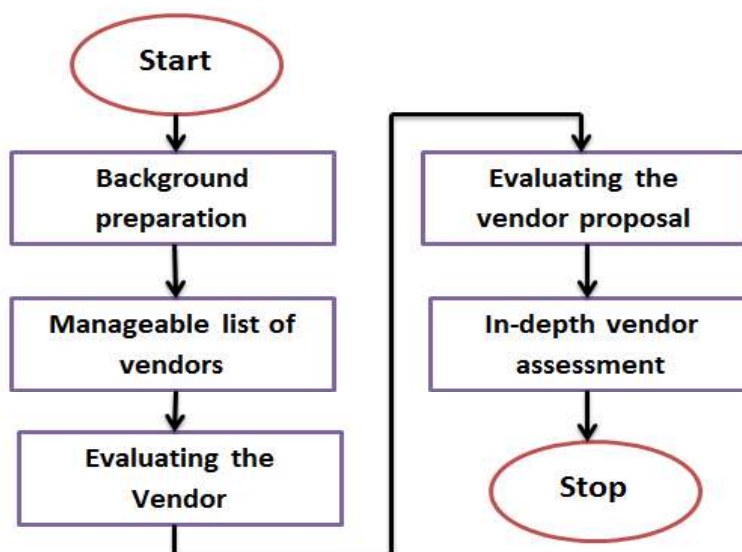 Start
Background
preparation
Manageable list of
vendors
Evaluating the
Vendor
Evaluating the
vendor proposal
In-depth vendor
assessment
Stop